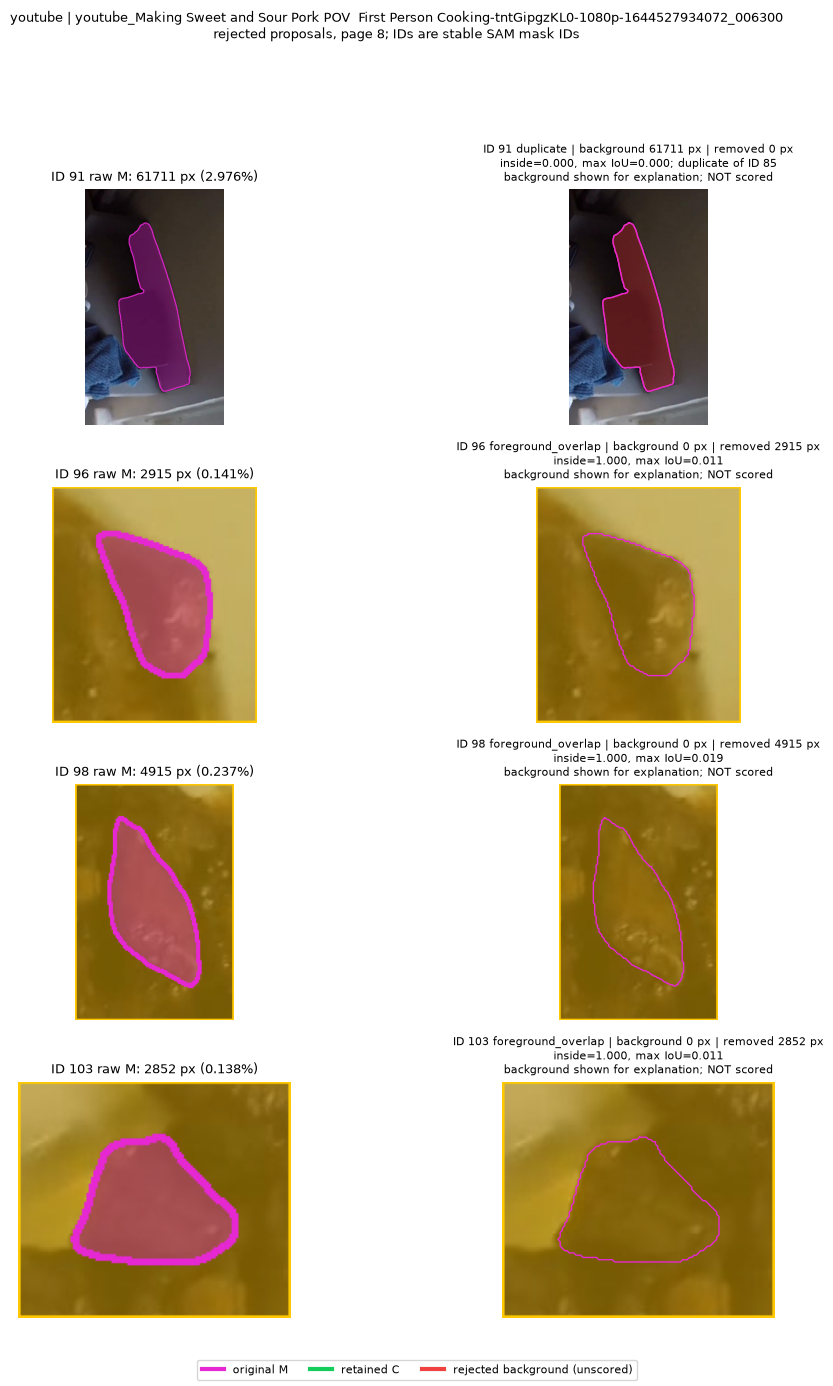 youtube | youtube_Making Sweet and Sour Pork POV  First Person Cooking-tntGipgzKL0-1080p-1644527934072_006300
rejected proposals, page 8; IDs are stable SAM mask IDs
ID 91 raw M: 61711 px (2.976%)
ID 91 duplicate | background 61711 px | removed 0 px
inside=0.000, max IoU=0.000; duplicate of ID 85
background shown for explanation; NOT scored
ID 96 raw M: 2915 px (0.141%)
ID 96 foreground_overlap | background 0 px | removed 2915 px
inside=1.000, max IoU=0.011
background shown for explanation; NOT scored
ID 98 raw M: 4915 px (0.237%)
ID 98 foreground_overlap | background 0 px | removed 4915 px
inside=1.000, max IoU=0.019
background shown for explanation; NOT scored
ID 103 raw M: 2852 px (0.138%)
ID 103 foreground_overlap | background 0 px | removed 2852 px
inside=1.000, max IoU=0.011
background shown for explanation; NOT scored
original M
retained C
rejected background (unscored)